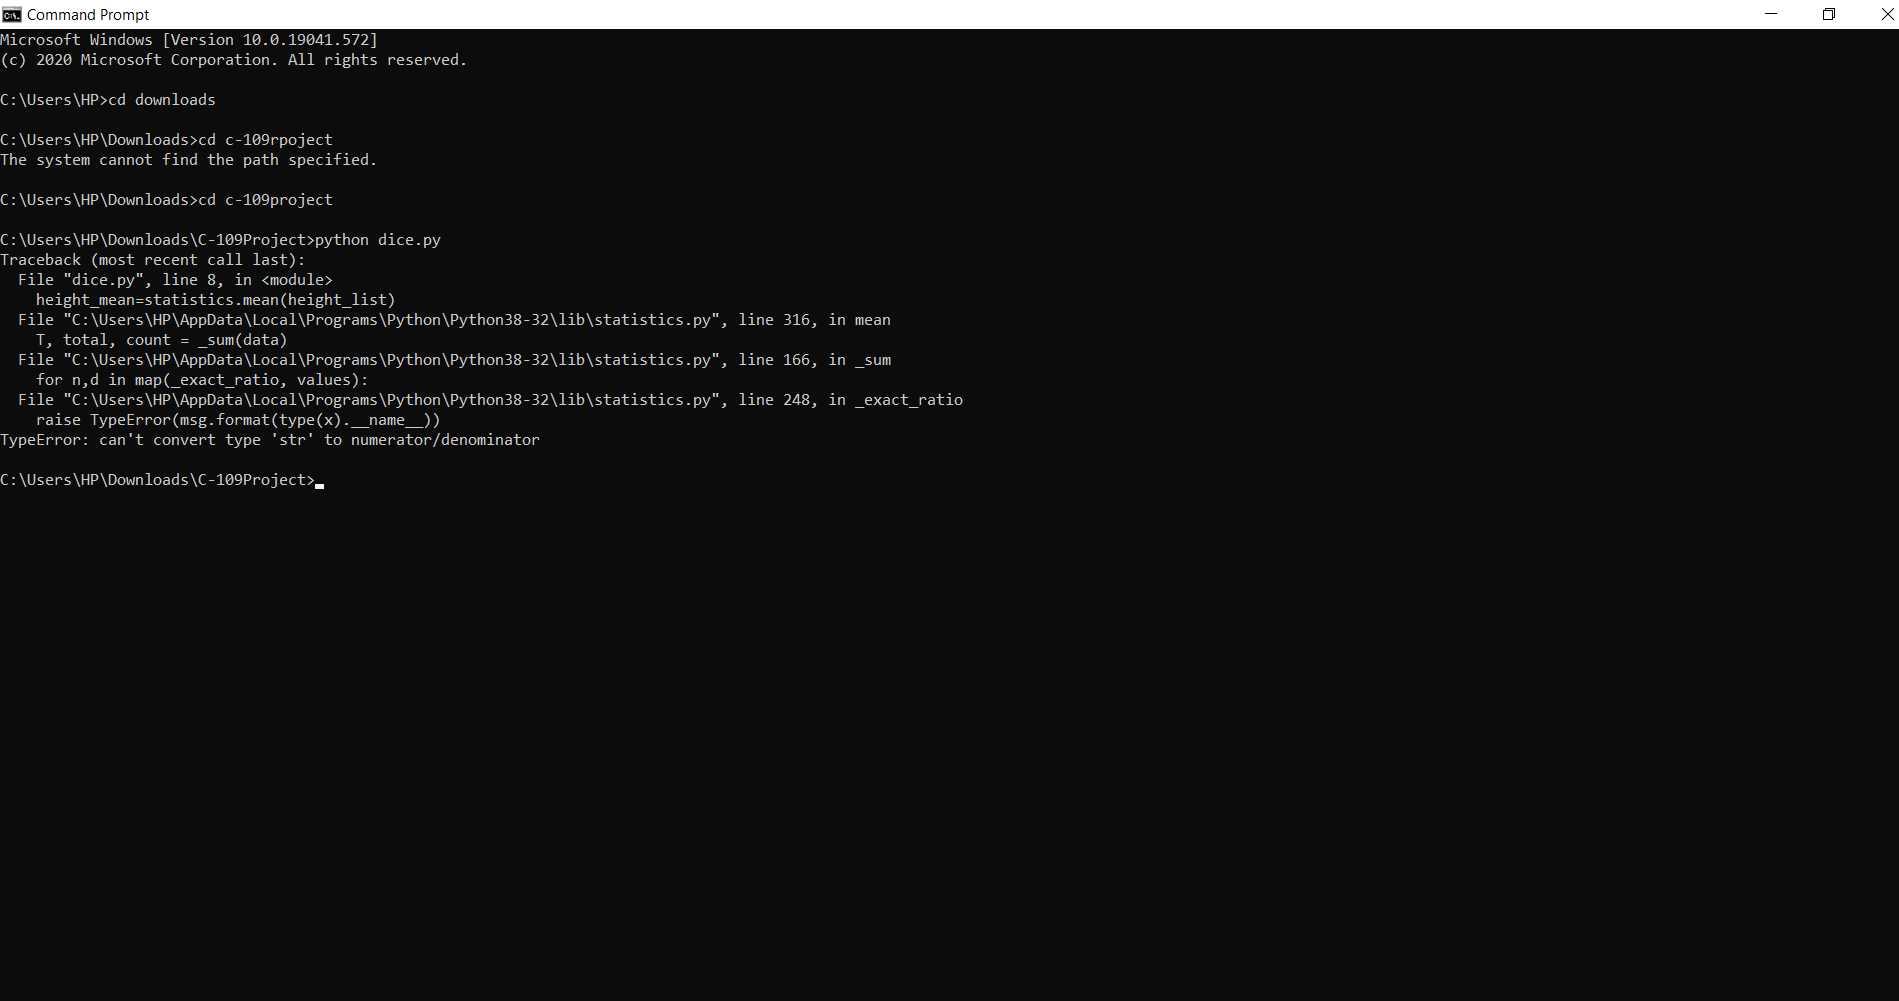 Command Prompt
Microsoft Windows [Version 10.0.19041.572]
(c) 2020 Microsoft Corporation. All rights reserved.
C:\Users\HP>cd downloads
C:\Users\HP\Downloads>cd c-109rpoject
The system cannot find the path specified.
C:\Users\HP\Downloads>cd c-109project
C:\Users\HP\Downloads\C-109Project>python dice.py
Traceback (most recent call last):
  File "dice.py", line 8, in <module>
    height_mean=statistics.mean(height_list)
  File "C:\Users\HP\AppData\Local\Programs\Python\Python38-32\lib\statistics.py", line 316, in mean
    T, total, count = _sum(data)
  File "C:\Users\HP\AppData\Local\Programs\Python\Python38-32\lib\statistics.py", line 166, in _sum
    for n,d in map(_exact_ratio, values):
  File "C:\Users\HP\AppData\Local\Programs\Python\Python38-32\lib\statistics.py", line 248, in _exact_ratio
    raise TypeError(msg.format(type(x).__name__))
TypeError: can't convert type 'str' to numerator/denominator
C:\Users\HP\Downloads\C-109Project>